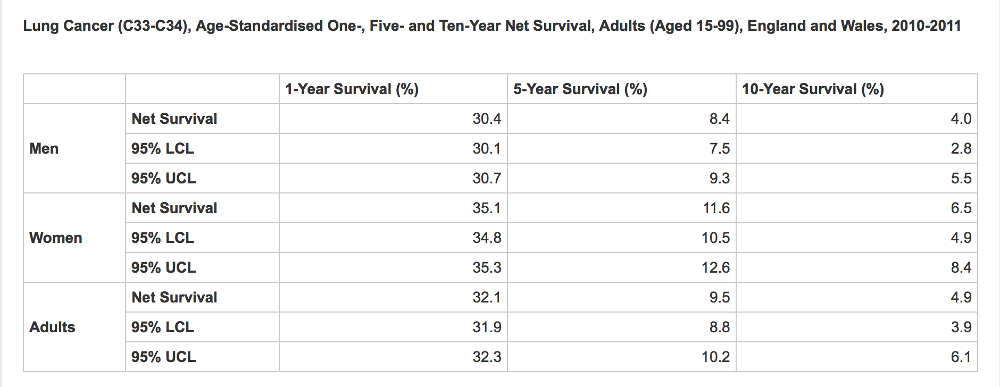 Lung Cancer (C33-C34), Age-Standardised One-, Five- and Ten-Year Net Survival, Adults (Aged 15-99), England and Wales, 2010-2011
1-Year Survival (%) 5-Year Survival (%) 10-Year Survival (%)
Net Survival 30.4 8.4 4.0
Men 95% LCL 30.1 7.5 2.8
95% UCL 30.7 9.3 5.5
Net Survival 35.1 11.6 6.5
Women 95% LCL 34.8 10.5 4.9
95% UCL 35.3 12.6 8.4
Net Survival 32.1 9.5 4.9
Adults 95% LCL 31.9 8.8 3.9
95% UCL 32.3 10.2 6.1